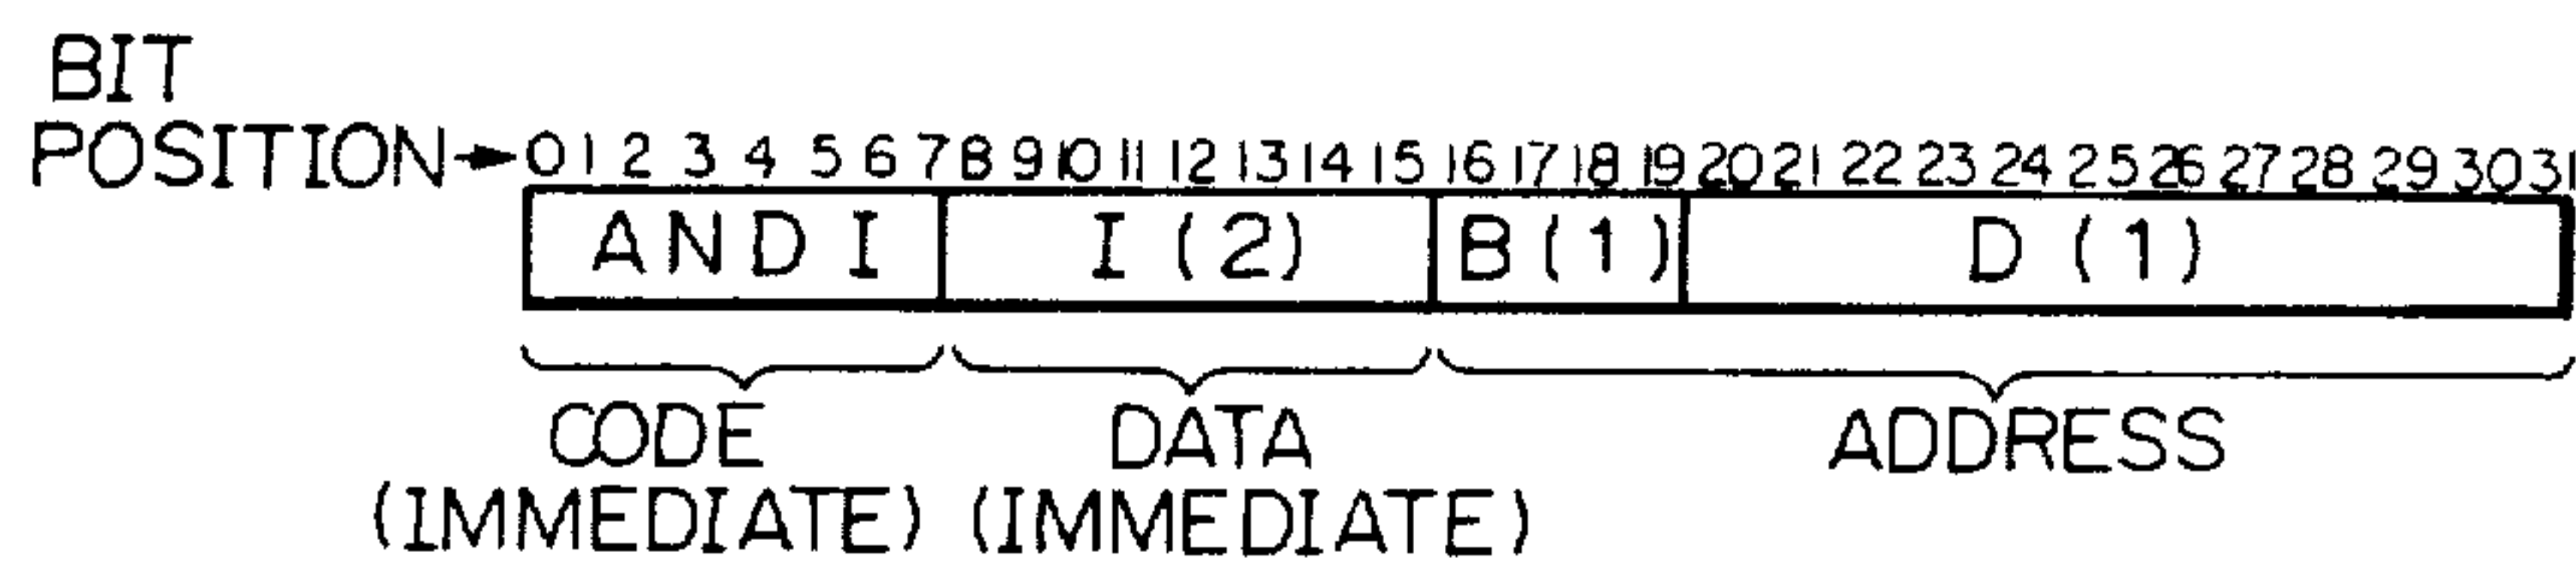 BIT
POSITION→0 1 2 3 4 5 6 7 8 9 10 11 12 13 14 15 16 17 18 19 20 21 22 23 24 25 26 27 28 29 30 31
ANDI I(2) B(1) D(1)
CODE DATA ADDRESS
(IMMEDIATE) (IMMEDIATE)